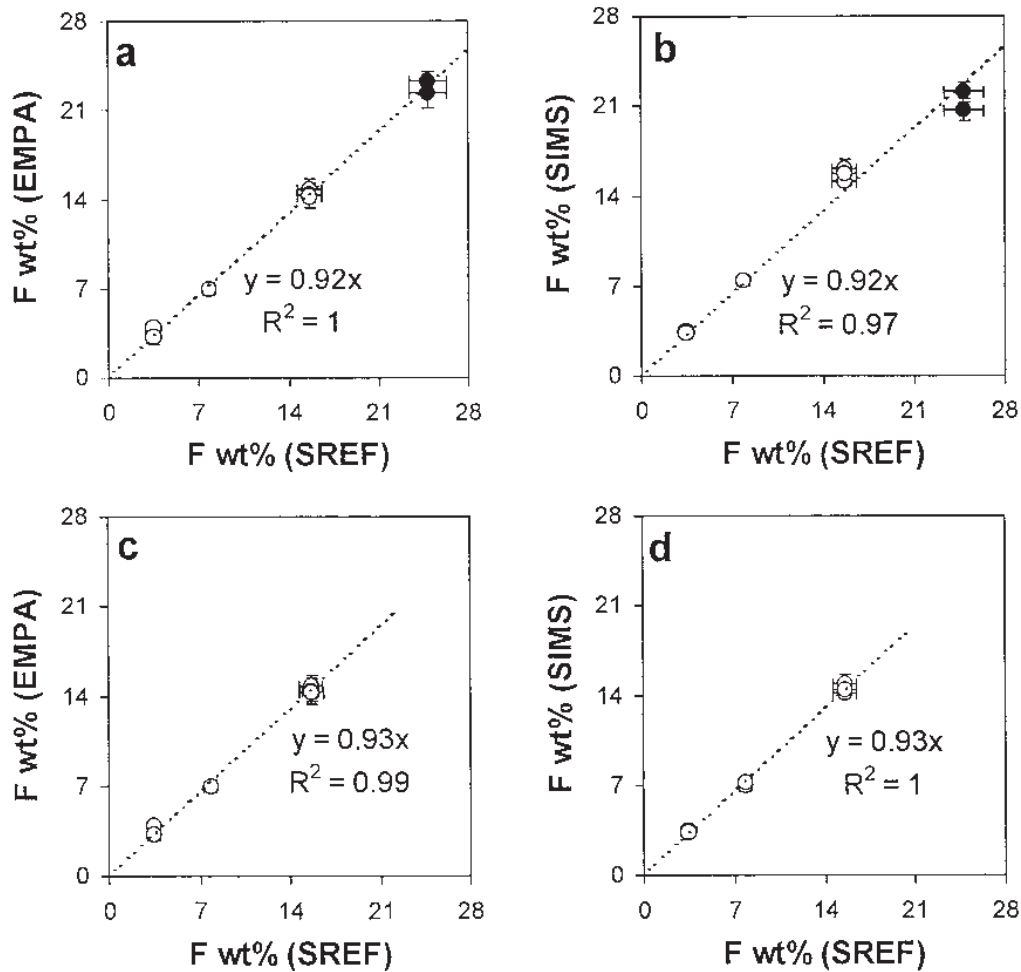 a
28
21
14
7
0
F wt% (EMPA)
y = 0.92x
R² = 1
0 7 14 21 28
F wt% (SREF)
b
28
21
14
7
0
F wt% (SIMS)
y = 0.92x
R² = 0.97
0 7 14 21 28
F wt% (SREF)
c
28
21
14
7
0
F wt% (EMPA)
y = 0.93x
R² = 0.99
0 7 14 21 28
F wt% (SREF)
d
28
21
14
7
0
F wt% (SIMS)
y = 0.93x
R² = 1
0 7 14 21 28
F wt% (SREF)